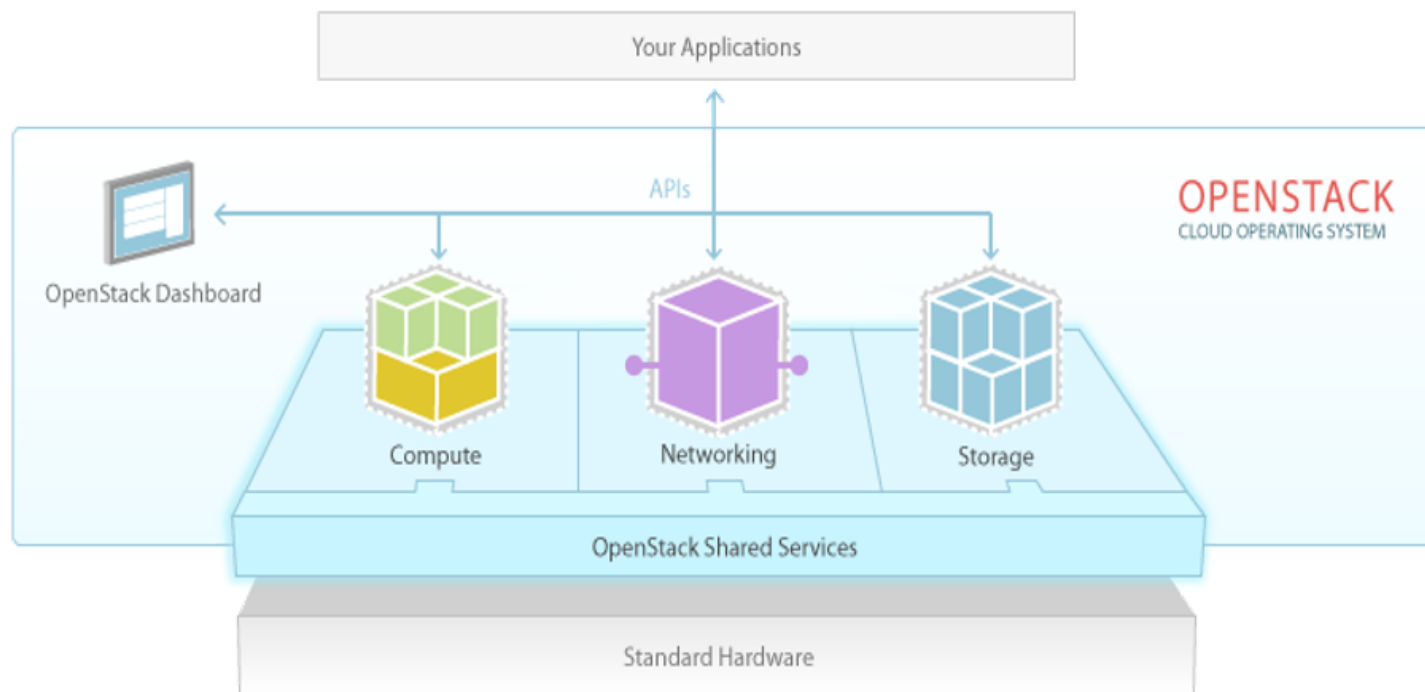 Your Applications
APIs
OPENSTACK
CLOUD OPERATING SYSTEM
OpenStack Dashboard
Compute
Networking
Storage
OpenStack Shared Services
Standard Hardware